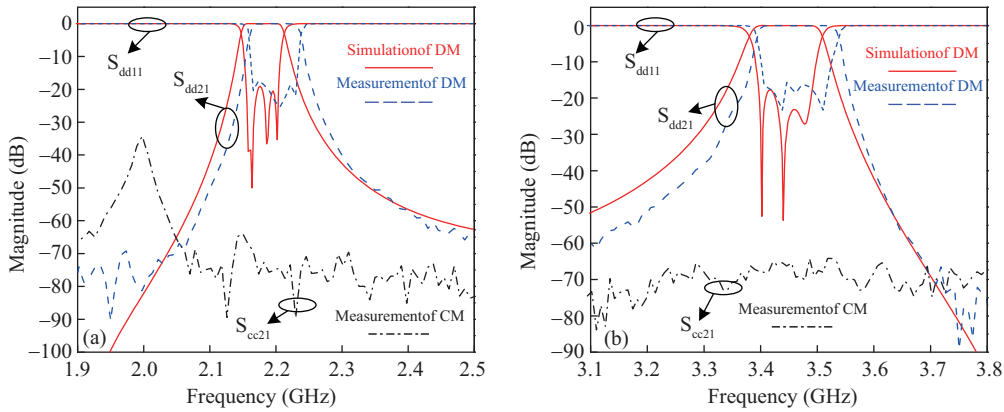 0
−10
−20
−30
−40
−50
−60
−70
−80
−90
−100
Magnitude (dB)
1.9 2.0 2.1 2.2 2.3 2.4 2.5
Frequency (GHz)
(a)
Sdd11
Sdd21
Scc21
Simulationof DM
Measurementof DM
Measurementof CM
0
−10
−20
−30
−40
−50
−60
−70
−80
−90
Magnitude (dB)
3.1 3.2 3.3 3.4 3.5 3.6 3.7 3.8
Frequency (GHz)
(b)
Sdd11
Sdd21
Scc21
Simulationof DM
Measurementof DM
Measurementof CM